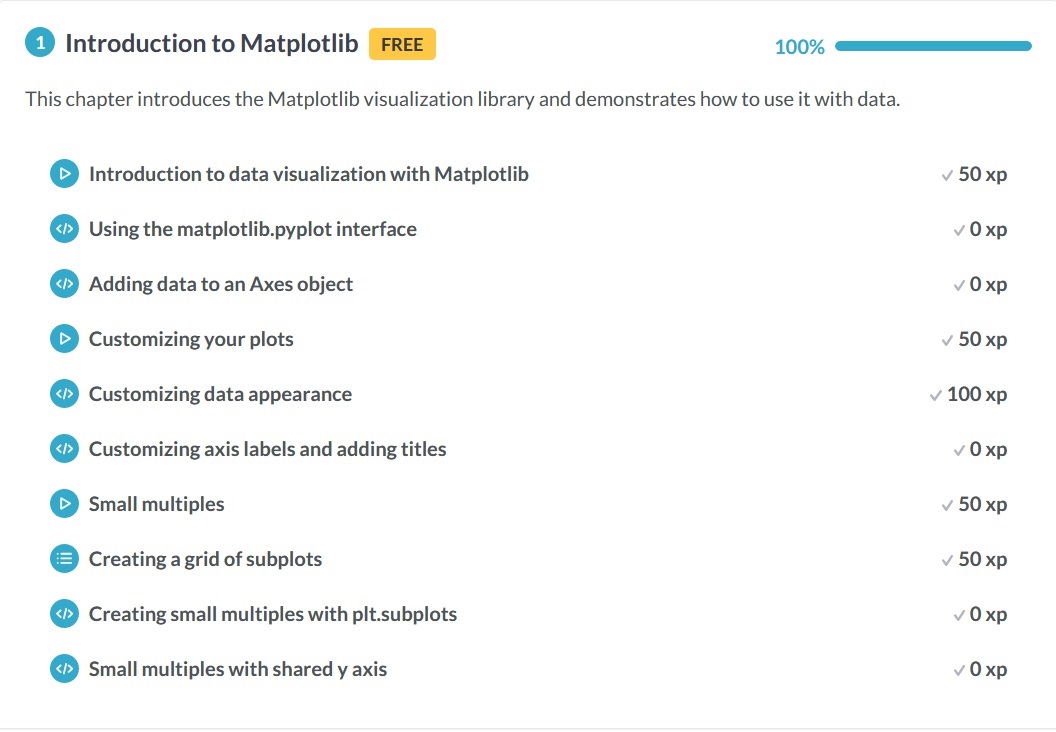 1 Introduction to Matplotlib FREE 100%
This chapter introduces the Matplotlib visualization library and demonstrates how to use it with data.
Introduction to data visualization with Matplotlib 50 xp
Using the matplotlib.pyplot interface 0 xp
Adding data to an Axes object 0 xp
Customizing your plots 50 xp
Customizing data appearance 100 xp
Customizing axis labels and adding titles 0 xp
Small multiples 50 xp
Creating a grid of subplots 50 xp
Creating small multiples with plt.subplots 0 xp
Small multiples with shared y axis 0 xp